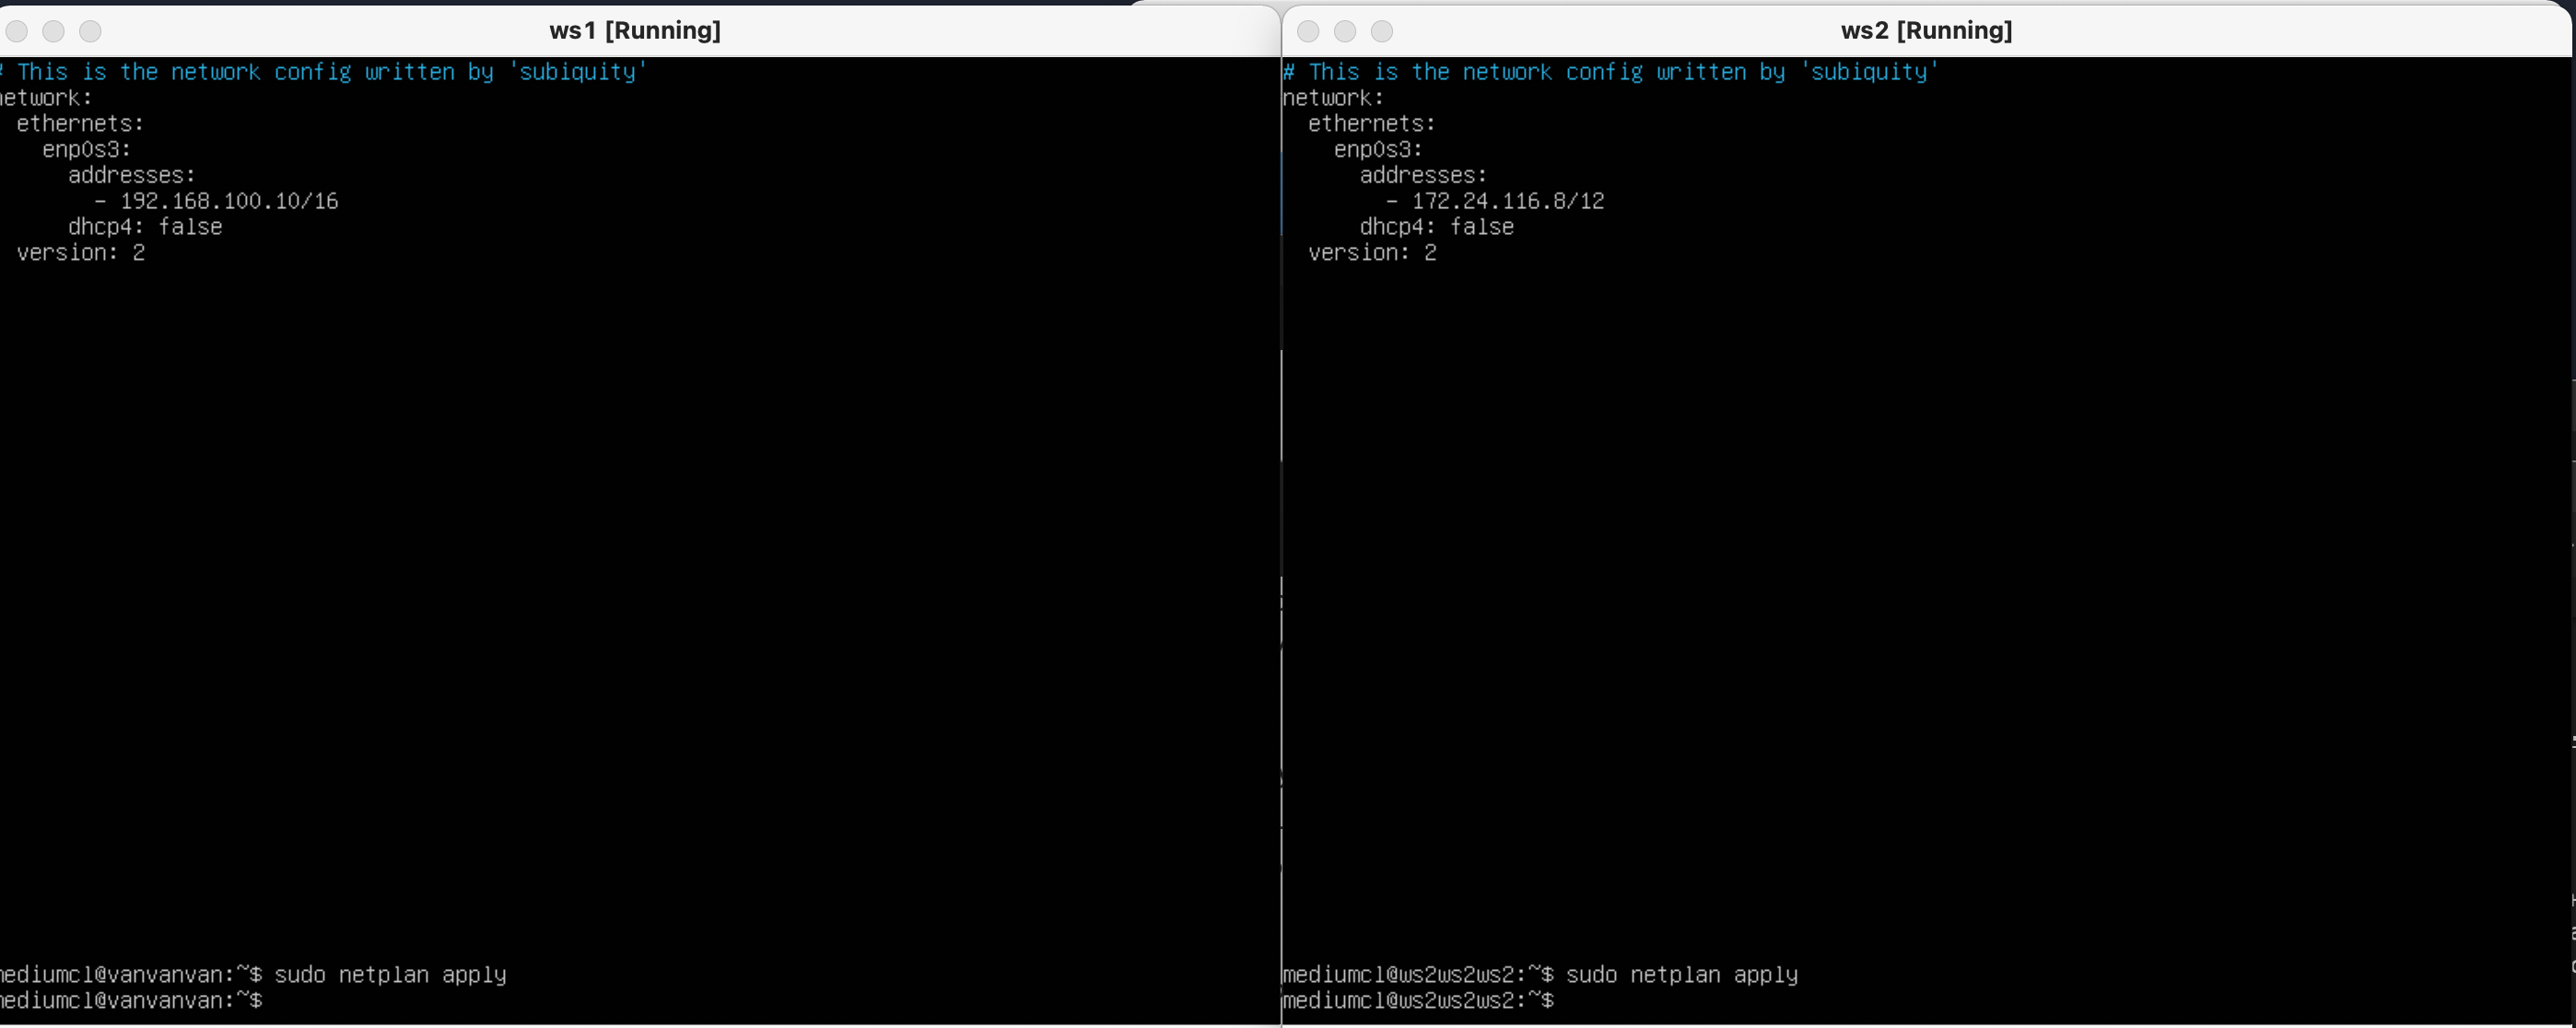 ws1 [Running]
# This is the network config written by 'subiquity'
network:
  ethernets:
    enp0s3:
      addresses:
        - 192.168.100.10/16
      dhcp4: false
  version: 2
mediumcl@vanvanvan:~$ sudo netplan apply
mediumcl@vanvanvan:~$
ws2 [Running]
# This is the network config written by 'subiquity'
network:
  ethernets:
    enp0s3:
      addresses:
        - 172.24.116.8/12
      dhcp4: false
  version: 2
mediumcl@ws2ws2ws2:~$ sudo netplan apply
mediumcl@ws2ws2ws2:~$